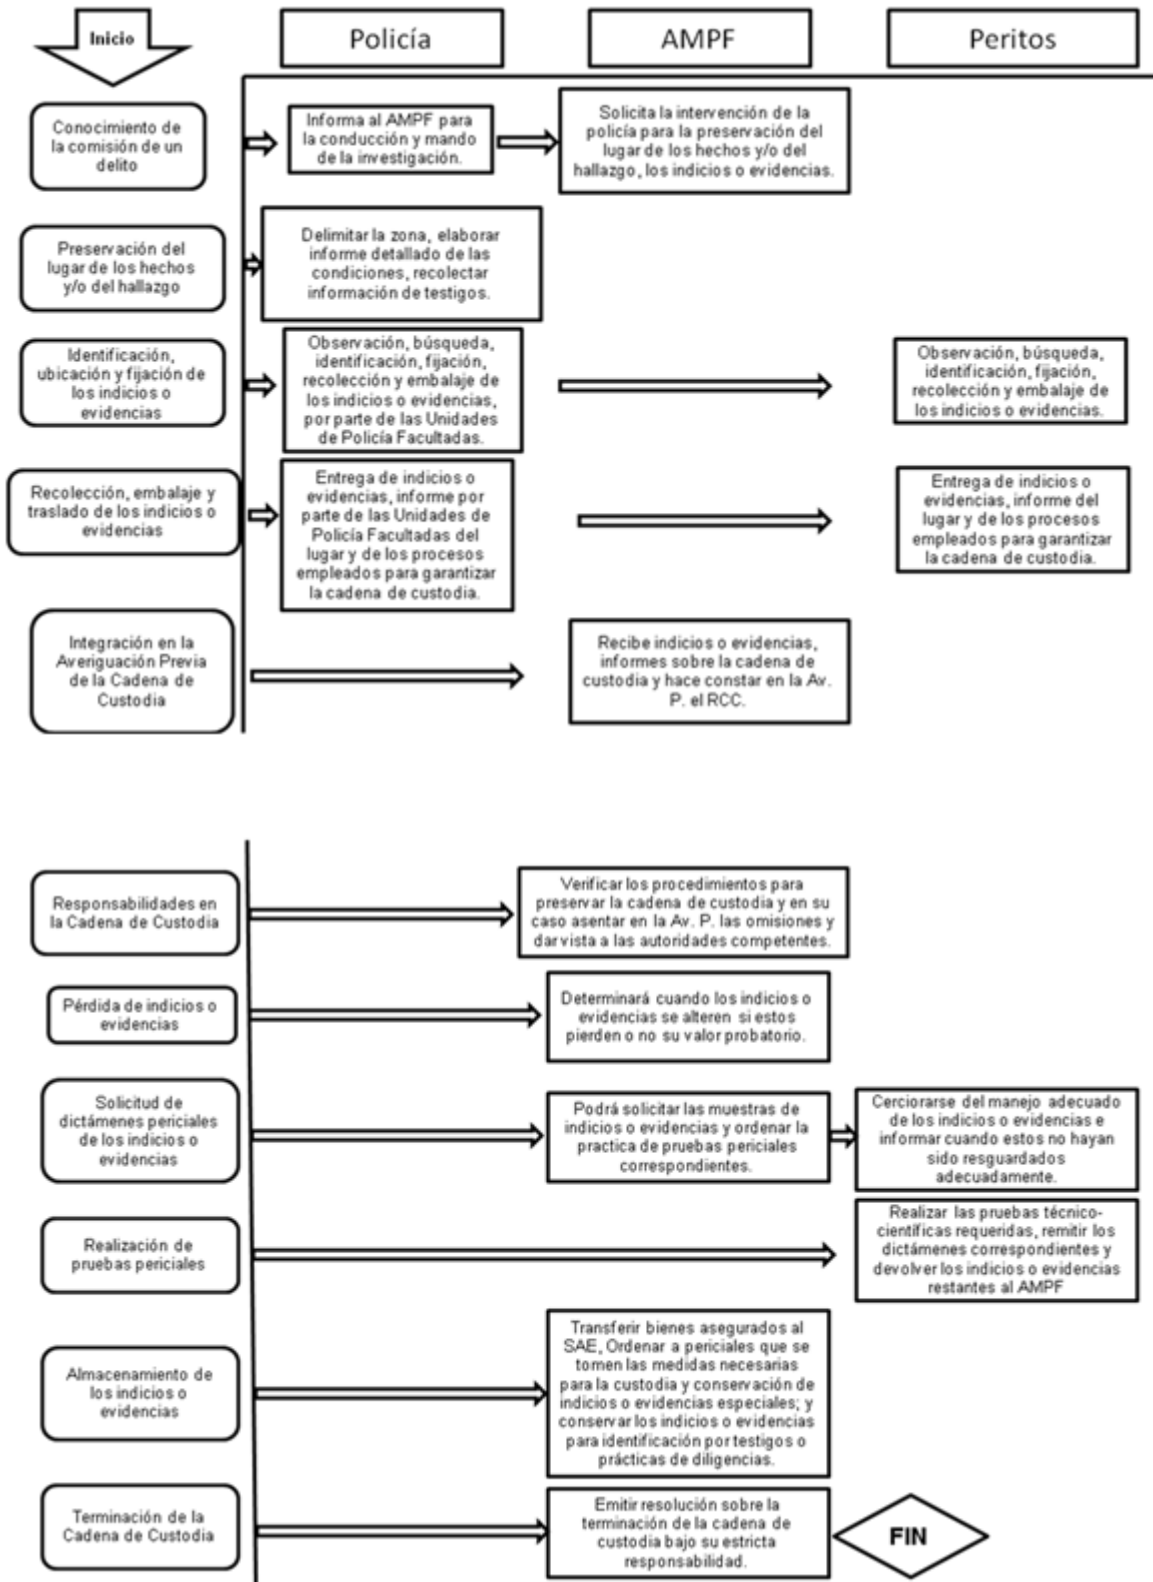 Inicio
Policía
AMPF
Peritos
Conocimiento de
la comisión de un
delito
Informa al AMPF para
la conducción y mando
de la investigación.
Solicita la intervención de la
policía para la preservación del
lugar de los hechos y/o del
hallazgo, los indicios o evidencias.
Preservación del
lugar de los hechos
y/o del hallazgo
Delimitar la zona, elaborar
informe detallado de las
condiciones, recolectar
información de testigos.
Identificación,
ubicación y fijación de
los indicios o
evidencias
Observación, búsqueda,
identificación, fijación,
recolección y embalaje de
los indicios o evidencias,
por parte de las Unidades
de Policía Facultadas.
Observación, búsqueda,
identificación, fijación,
recolección y embalaje de
los indicios o evidencias.
Recolección, embalaje y
traslado de los indicios o
evidencias
Entrega de indicios o
evidencias, informe por
parte de las Unidades de
Policía Facultadas del
lugar y de los procesos
empleados para garantizar
la cadena de custodia.
Entrega de indicios o
evidencias, informe del
lugar y de los procesos
empleados para garantizar
la cadena de custodia.
Integración en la
Averiguación Previa
de la Cadena de
Custodia
Recibe indicios o evidencias,
informes sobre la cadena de
custodia y hace constar en la Av.
P. el RCC.
Responsabilidades en
la Cadena de Custodia
Verificar los procedimientos para
preservar la cadena de custodia y en su
caso asentar en la Av. P. las omisiones y
dar vista a las autoridades competentes.
Pérdida de indicios o
evidencias
Determinará cuando los indicios o
evidencias se alteren si estos
pierden o no su valor probatorio.
Solicitud de
dictámenes periciales
de los indicios o
evidencias
Podrá solicitar las muestras de
indicios o evidencias y ordenar la
practica de pruebas periciales
correspondientes.
Cerciorarse del manejo adecuado
de los indicios o evidencias e
informar cuando estos no hayan
sido resguardados
adecuadamente.
Realización de
pruebas periciales
Realizar las pruebas técnico-
científicas requeridas, remitir los
dictámenes correspondientes y
devolver los indicios o evidencias
restantes al AMPF
Almacenamiento de
los indicios o
evidencias
Transferir bienes asegurados al
SAE, Ordenar a periciales que se
tomen las medidas necesarias
para la custodia y conservación de
indicios o evidencias especiales; y
conservar los indicios o evidencias
para identificación por testigos o
prácticas de diligencias.
Terminación de la
Cadena de Custodia
Emitir resolución sobre la
terminación de la cadena de
custodia bajo su estricta
responsabilidad.
FIN